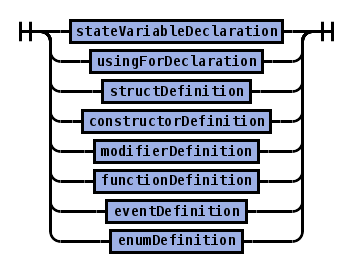 stateVariableDeclaration
usingForDeclaration
structDefinition
constructorDefinition
modifierDefinition
functionDefinition
eventDefinition
enumDefinition